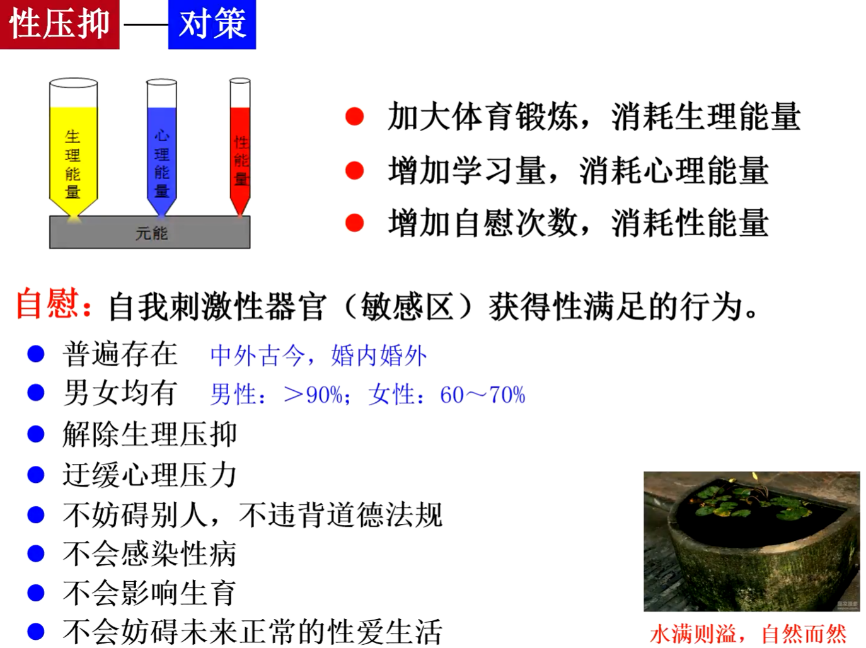 性压抑——对策
生理能量
心理能量
性能量
元能
● 加大体育锻炼，消耗生理能量
● 增加学习量，消耗心理能量
● 增加自慰次数，消耗性能量
自慰：自我刺激性器官（敏感区）获得性满足的行为。
● 普遍存在 中外古今，婚内婚外
● 男女均有 男性：＞90%；女性：60～70%
● 解除生理压抑
● 迂缓心理压力
● 不妨碍别人，不违背道德法规
● 不会感染性病
● 不会影响生育
● 不会妨碍未来正常的性爱生活
水满则溢，自然而然